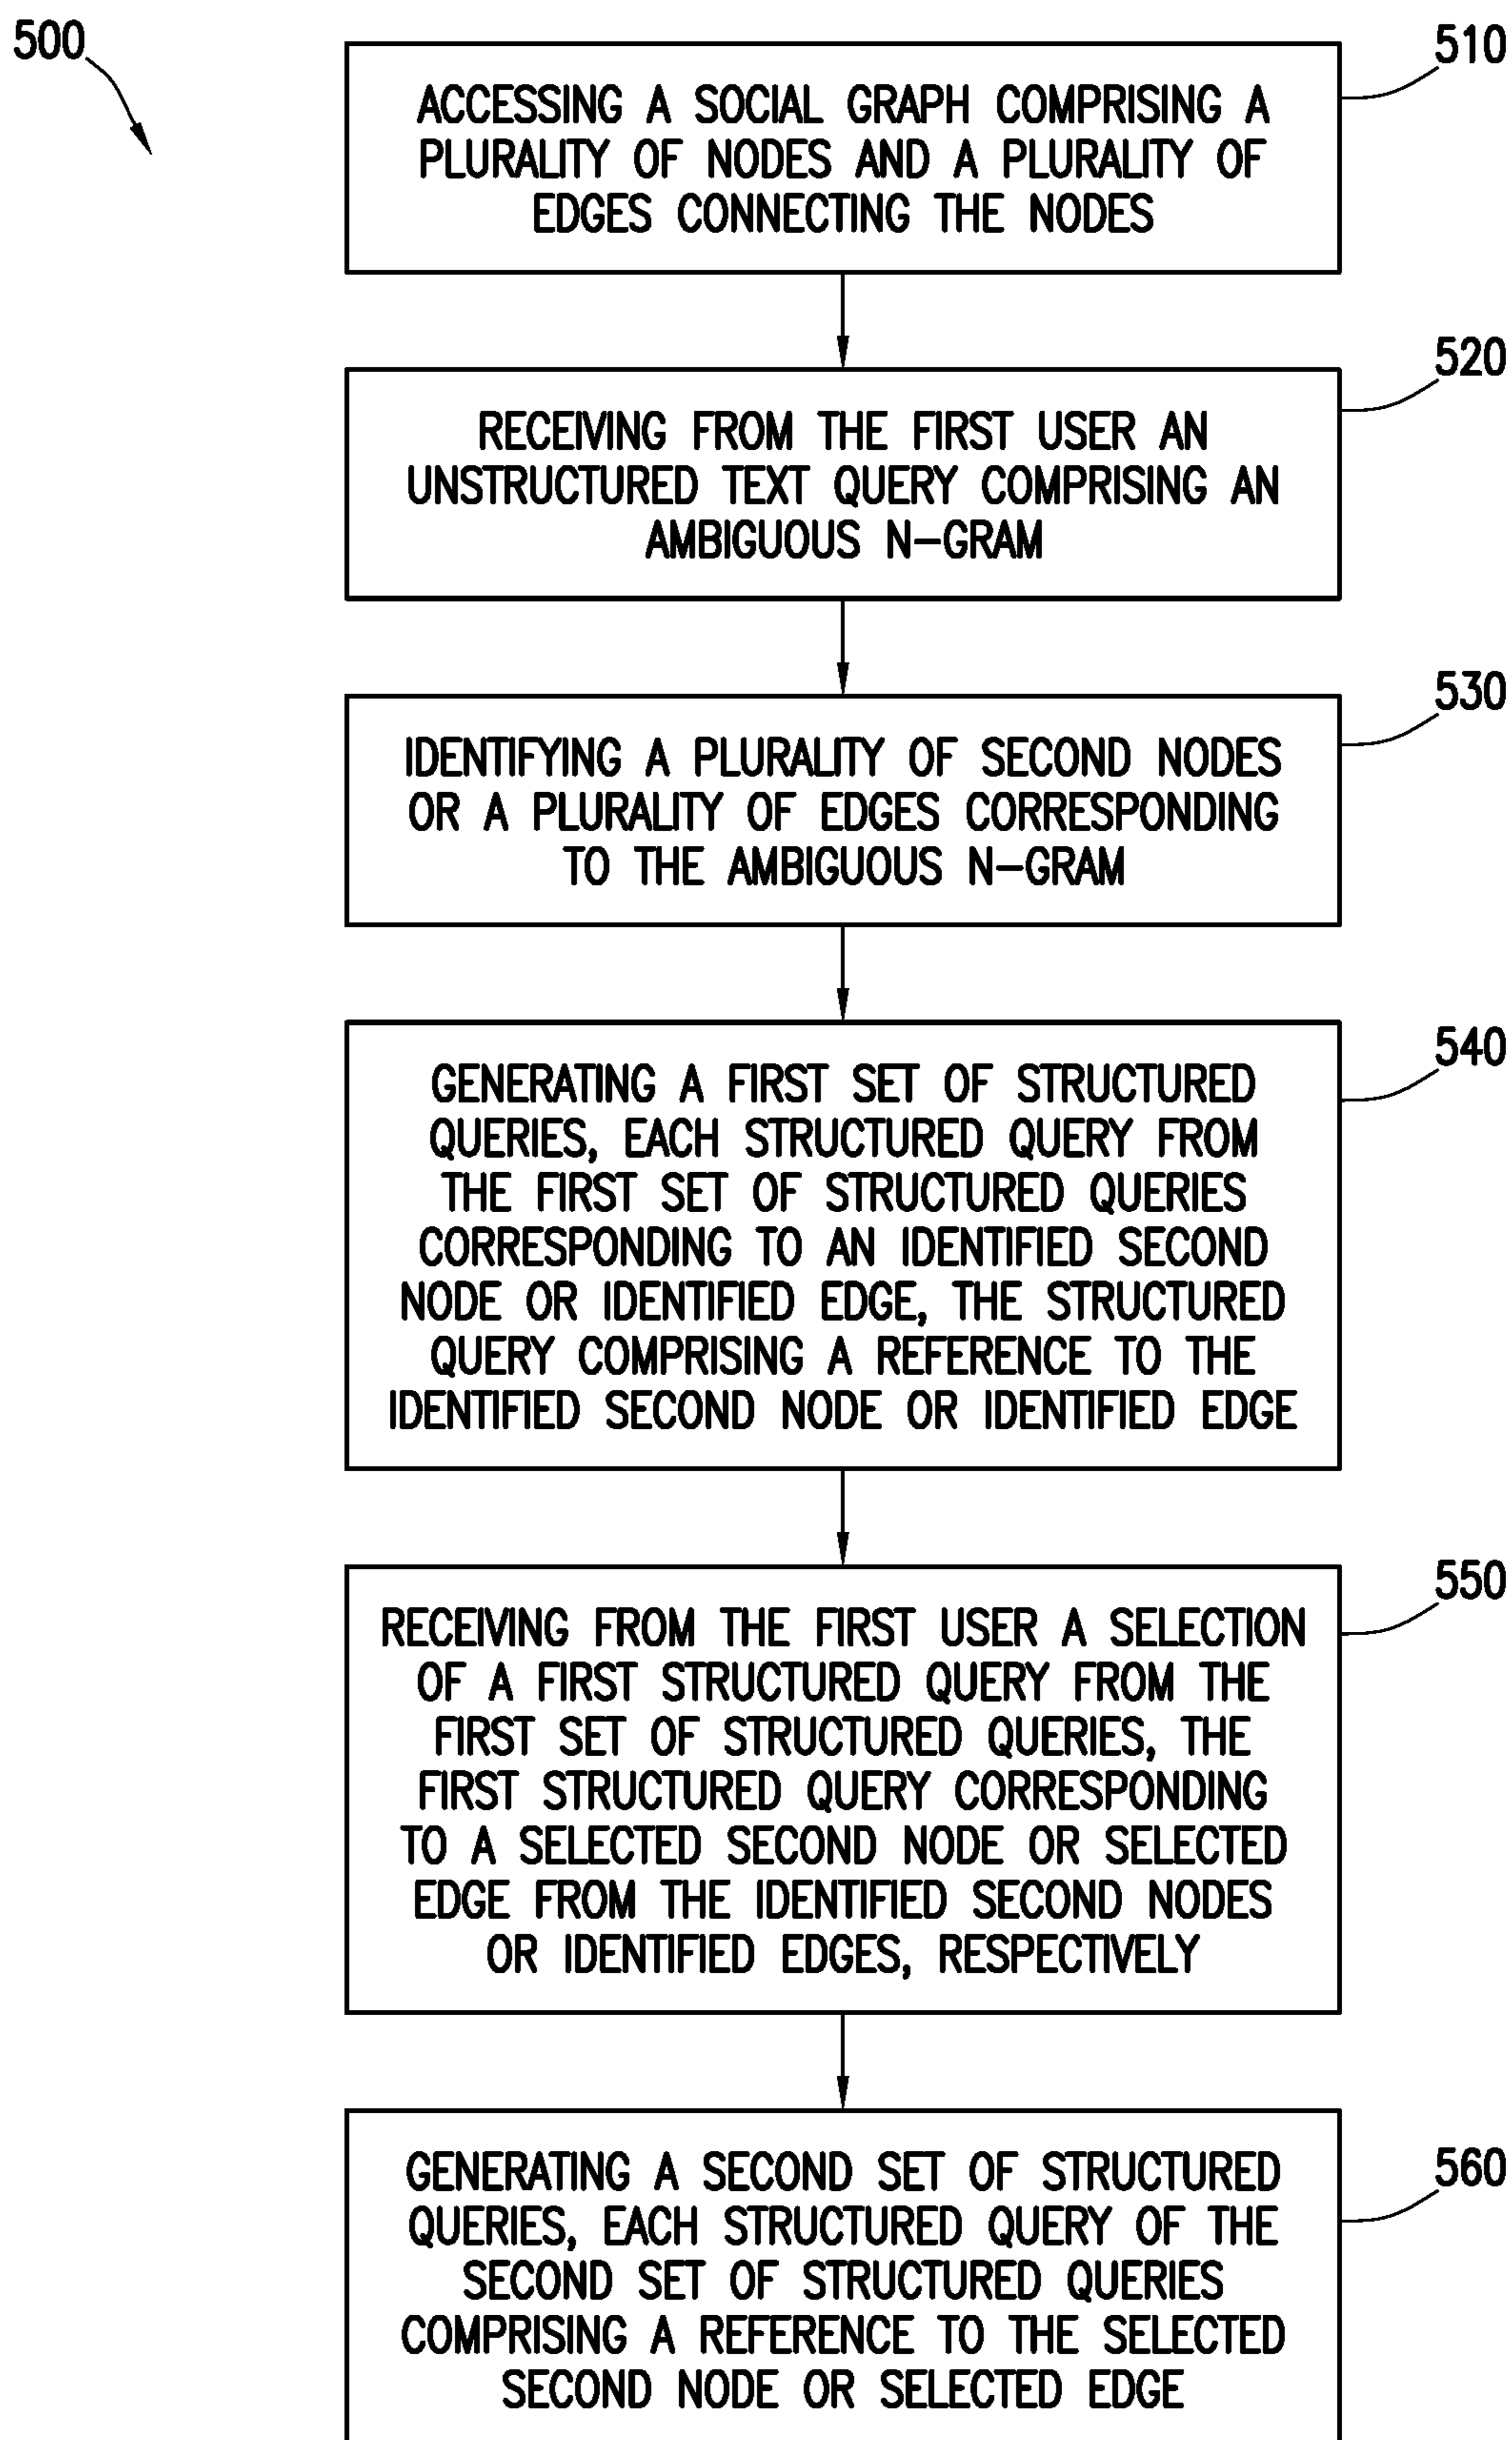 500
510
ACCESSING A SOCIAL GRAPH COMPRISING A
PLURALITY OF NODES AND A PLURALITY OF
EDGES CONNECTING THE NODES
520
RECEIVING FROM THE FIRST USER AN
UNSTRUCTURED TEXT QUERY COMPRISING AN
AMBIGUOUS N-GRAM
530
IDENTIFYING A PLURALITY OF SECOND NODES
OR A PLURALITY OF EDGES CORRESPONDING
TO THE AMBIGUOUS N-GRAM
540
GENERATING A FIRST SET OF STRUCTURED
QUERIES, EACH STRUCTURED QUERY FROM
THE FIRST SET OF STRUCTURED QUERIES
CORRESPONDING TO AN IDENTIFIED SECOND
NODE OR IDENTIFIED EDGE, THE STRUCTURED
QUERY COMPRISING A REFERENCE TO THE
IDENTIFIED SECOND NODE OR IDENTIFIED EDGE
550
RECEIVING FROM THE FIRST USER A SELECTION
OF A FIRST STRUCTURED QUERY FROM THE
FIRST SET OF STRUCTURED QUERIES, THE
FIRST STRUCTURED QUERY CORRESPONDING
TO A SELECTED SECOND NODE OR SELECTED
EDGE FROM THE IDENTIFIED SECOND NODES
OR IDENTIFIED EDGES, RESPECTIVELY
560
GENERATING A SECOND SET OF STRUCTURED
QUERIES, EACH STRUCTURED QUERY OF THE
SECOND SET OF STRUCTURED QUERIES
COMPRISING A REFERENCE TO THE SELECTED
SECOND NODE OR SELECTED EDGE